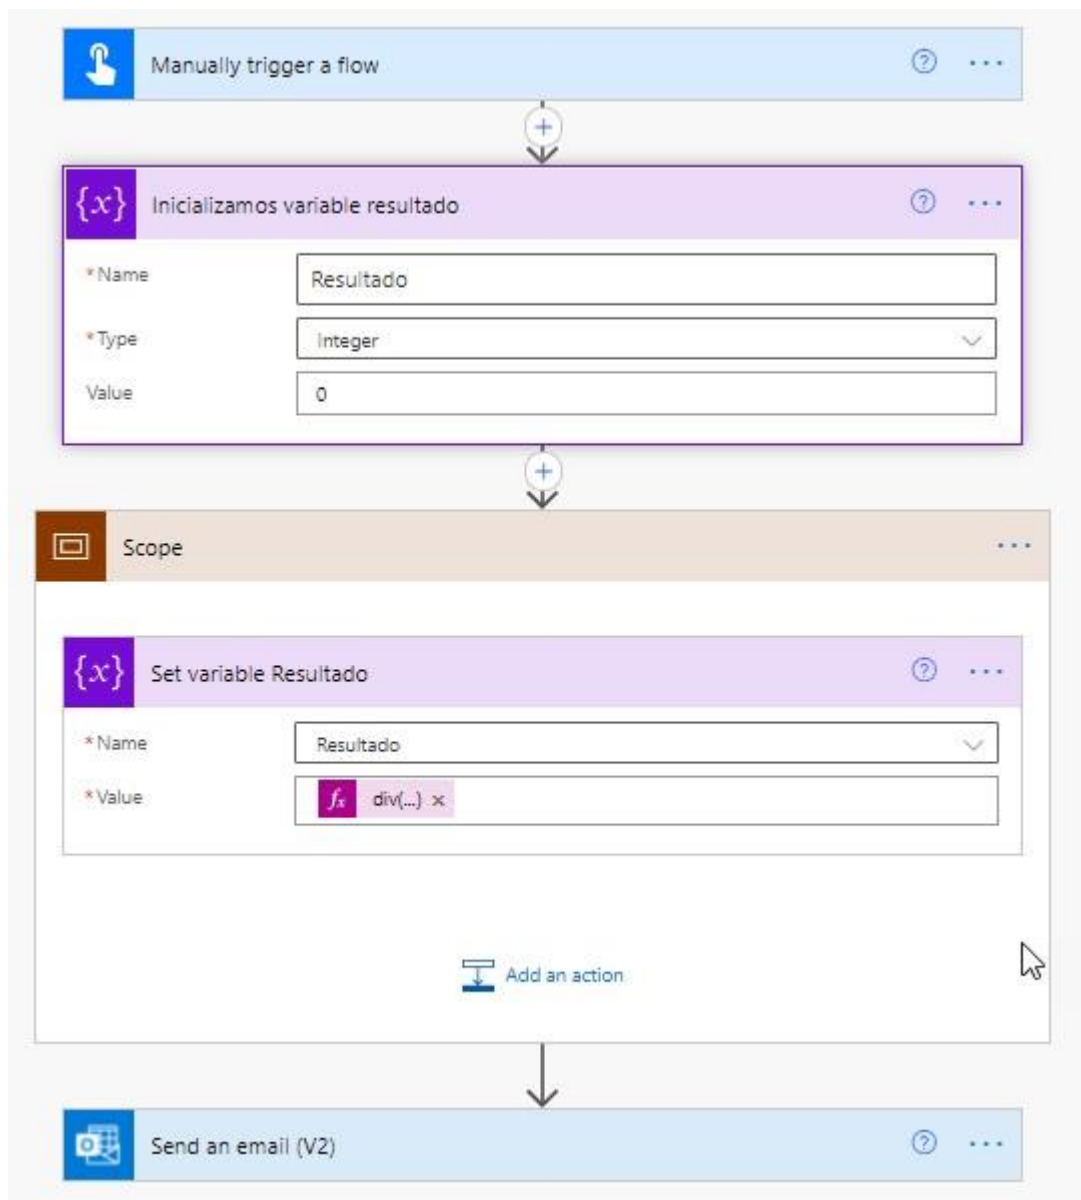 Manually trigger a flow
{x} Inicializamos variable resultado
*Name Resultado
*Type Integer
Value 0
Scope
{x} Set variable Resultado
*Name Resultado
*Value fx div(...) ×
Add an action
Send an email (V2)